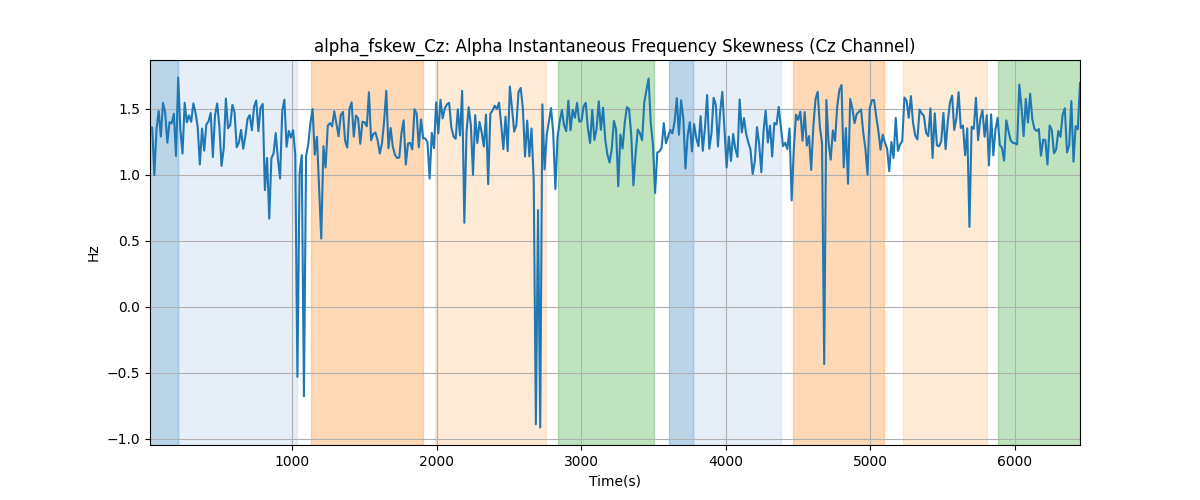 alpha_fskew_Cz: Alpha Instantaneous Frequency Skewness (Cz Channel)
1.5
1.0
0.5
0.0
−0.5
−1.0
Hz
1000 2000 3000 4000 5000 6000
Time(s)